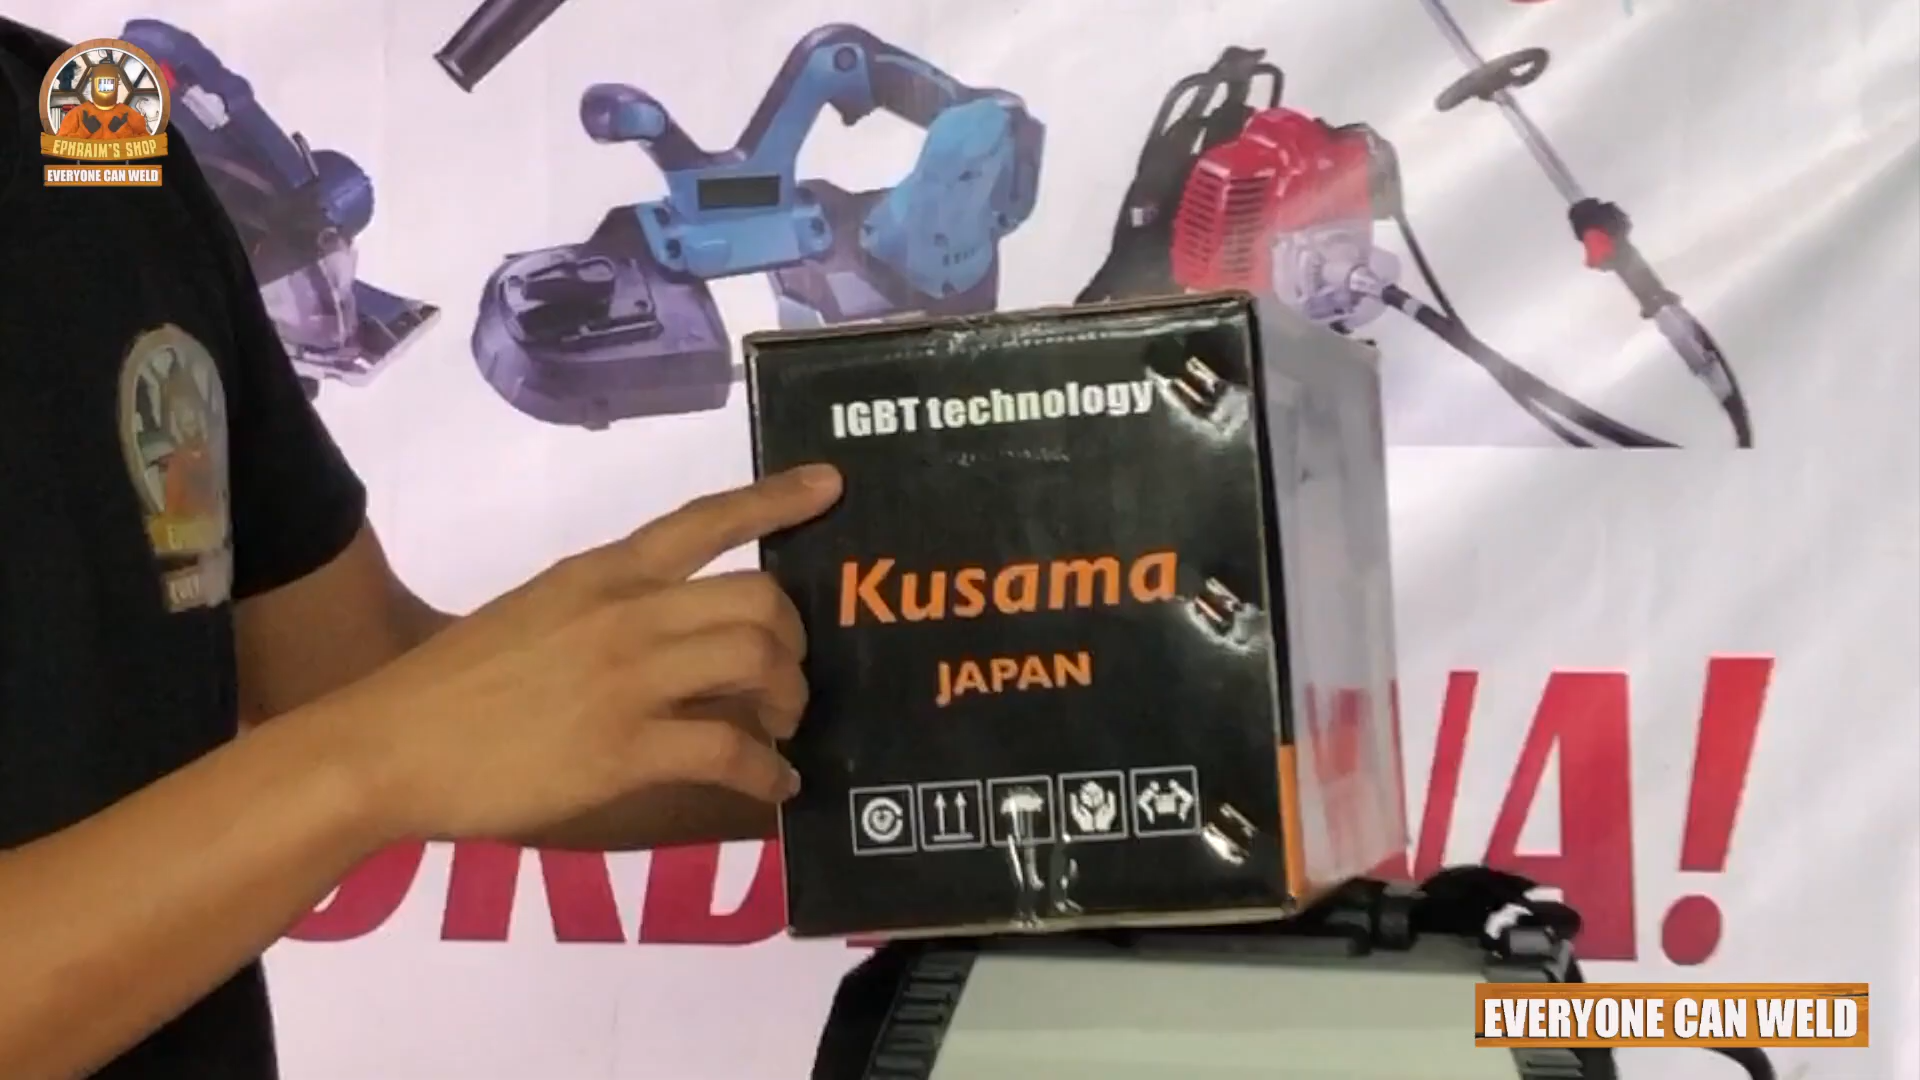 EPHRAIM'S SHOP
EVERYONE CAN WELD
IGBT technology
Kusama
JAPAN
EVERYONE CAN WELD